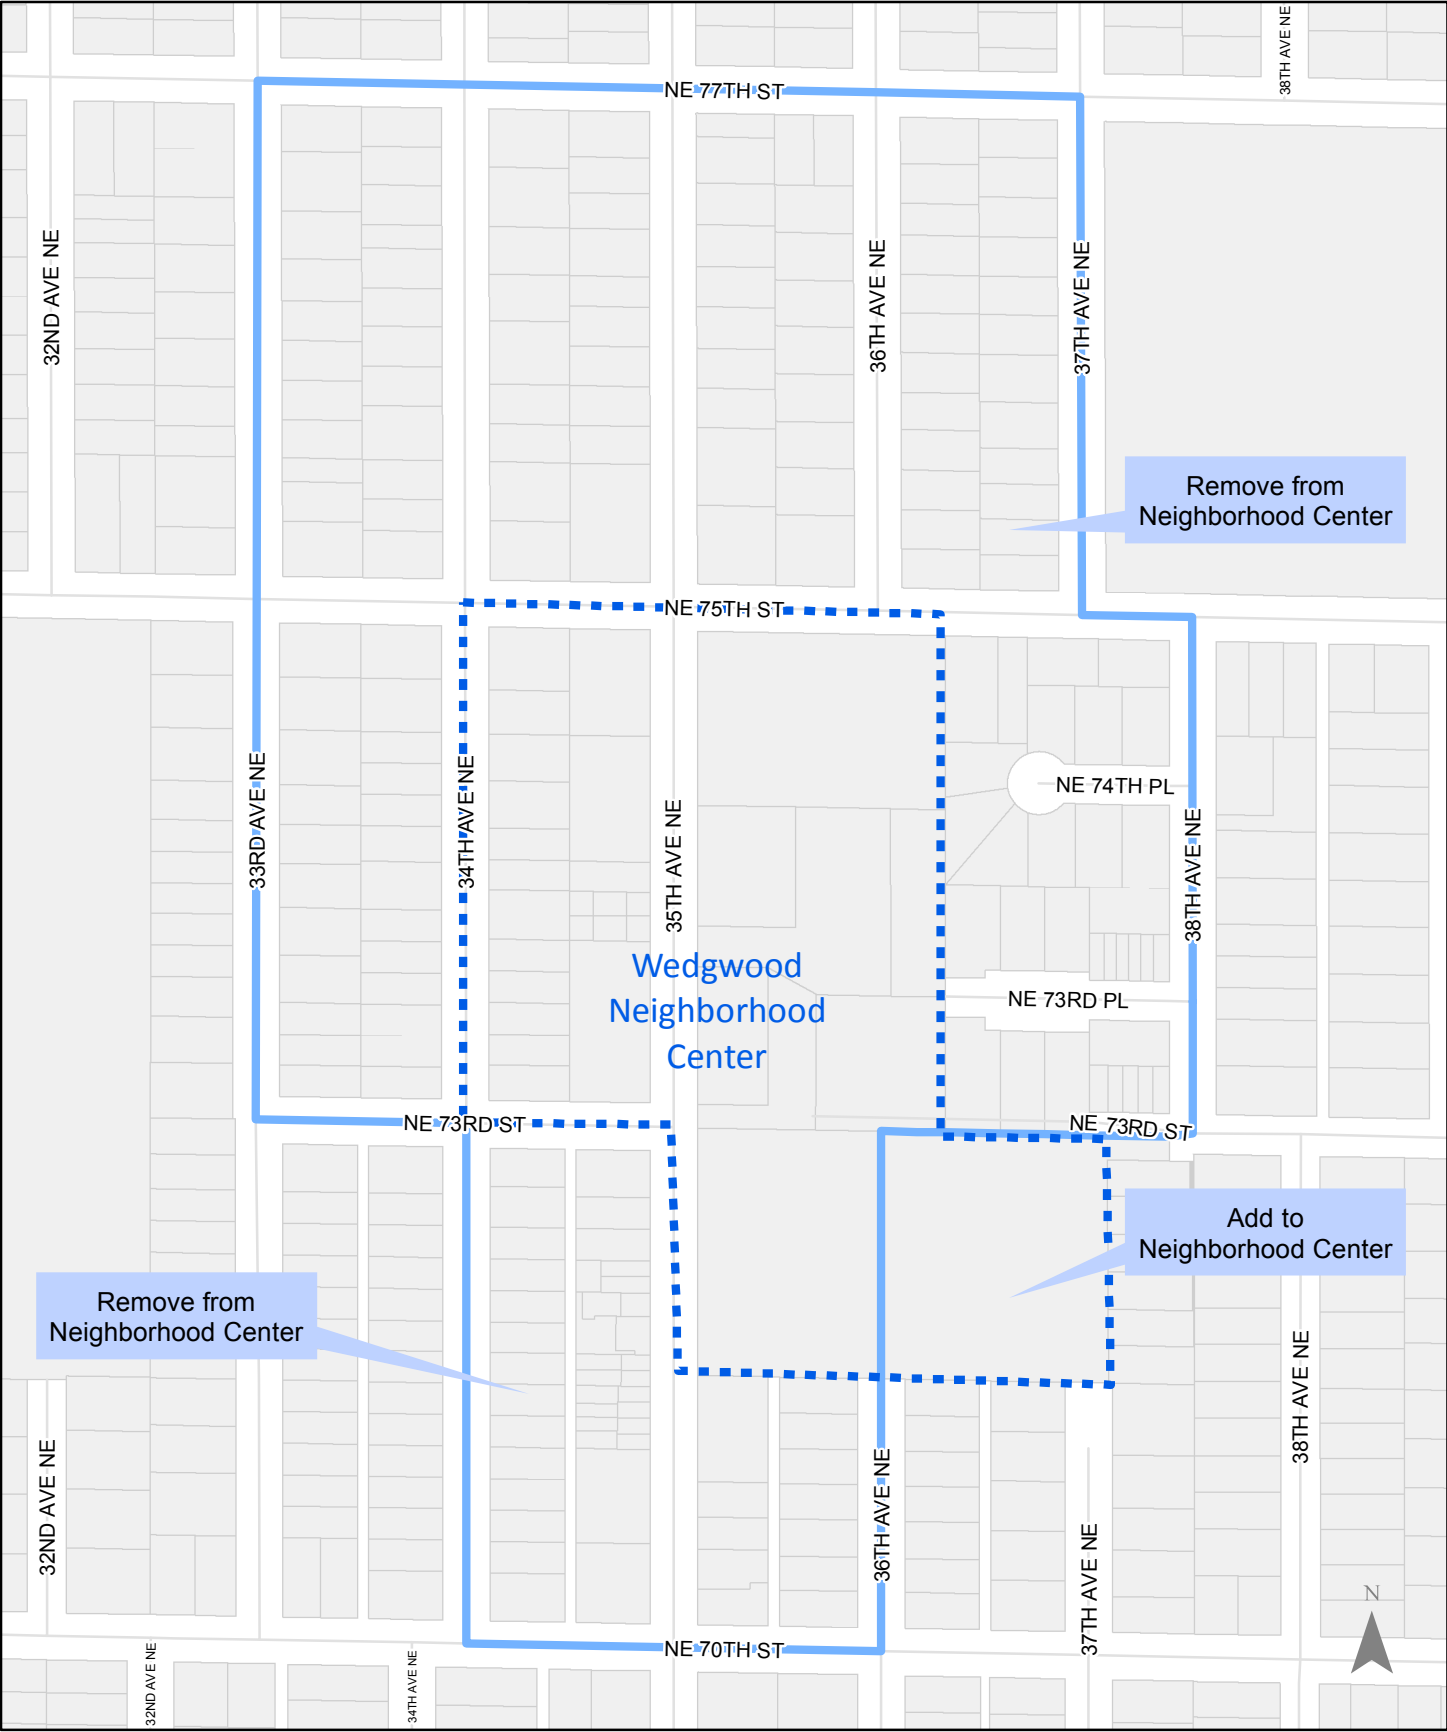 38TH AVE NE
NE 77TH ST
32ND AVE NE
36TH AVE NE
37TH AVE NE
Remove from
Neighborhood Center
NE 75TH ST
33RD AVE NE
34TH AVE NE
35TH AVE NE
NE 74TH PL
38TH AVE NE
Wedgwood
Neighborhood
Center
NE 73RD PL
NE 73RD ST
NE 73RD ST
Add to
Neighborhood Center
Remove from
Neighborhood Center
32ND AVE NE
36TH AVE NE
37TH AVE NE
38TH AVE NE
N
NE 70TH ST
32ND AVE NE
34TH AVE NE